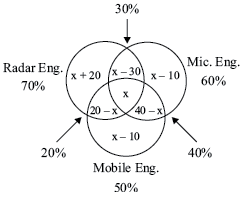 30%
Radar Eng.
70%
x + 20
x – 30
x – 10
Mic. Eng.
60%
x
20 – x
40 – x
x – 10
20%
40%
Mobile Eng.
50%